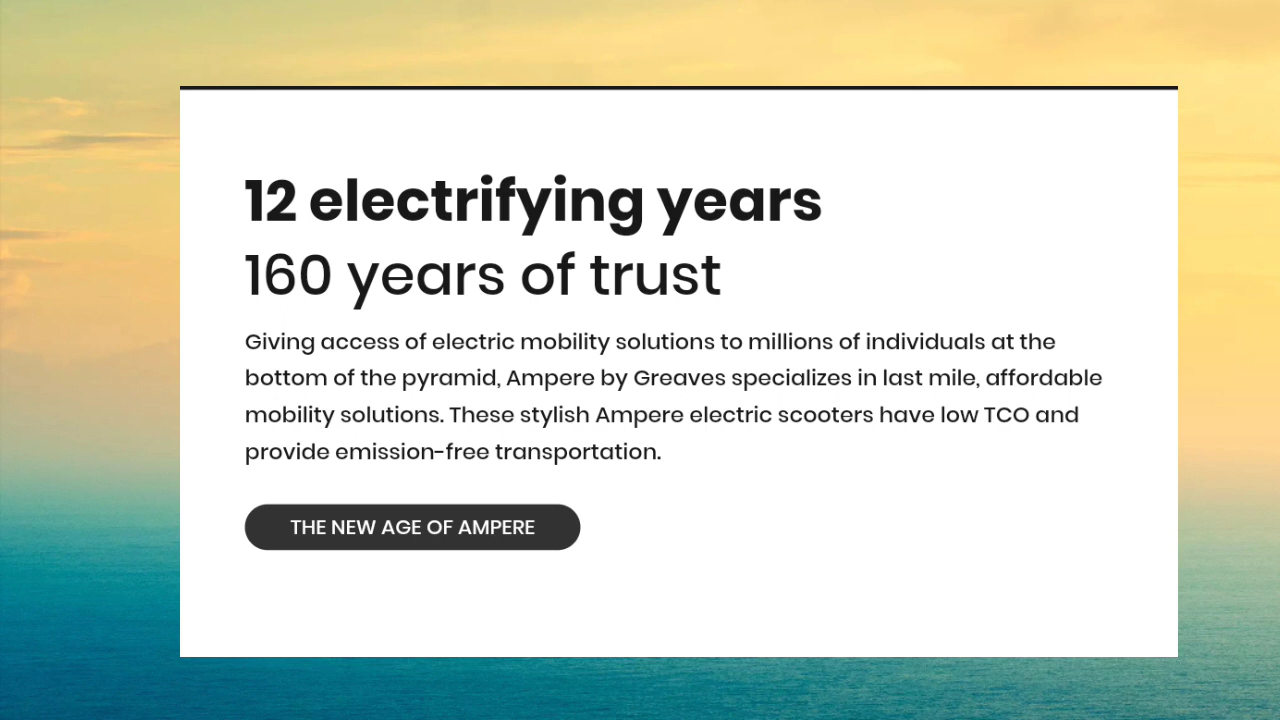 12 electrifying years
160 years of trust
Giving access of electric mobility solutions to millions of individuals at the
bottom of the pyramid, Ampere by Greaves specializes in last mile, affordable
mobility solutions. These stylish Ampere electric scooters have low TCO and
provide emission-free transportation.
THE NEW AGE OF AMPERE